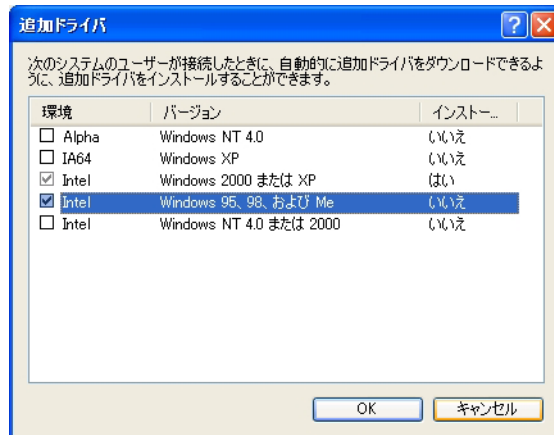 追加ドライバ
次のシステムのユーザーが接続したときに、自動的に追加ドライバをダウンロードできるよ
うに、追加ドライバをインストールすることができます。
環境 バージョン インストー...
Alpha Windows NT 4.0 いいえ
IA64 Windows XP いいえ
Intel Windows 2000 または XP はい
Intel Windows 95、98、および Me いいえ
Intel Windows NT 4.0 または 2000 いいえ
OK キャンセル